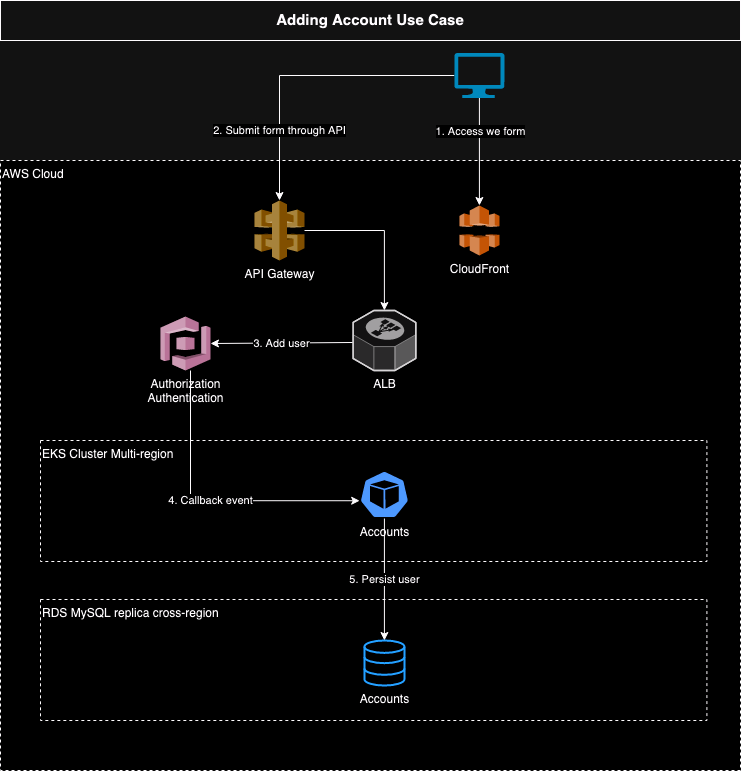 Adding Account Use Case
2. Submit form through API
1. Access we form
AWS Cloud
API Gateway
CloudFront
3. Add user
Authorization
Authentication
ALB
EKS Cluster Multi-region
4. Callback event
Accounts
5. Persist user
RDS MySQL replica cross-region
Accounts